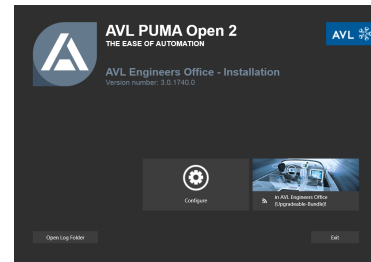 AVL PUMA Open 2
THE EASE OF AUTOMATION
AVL
AVL Engineers Office - Installation
Version number: 3.0.1740.0
Configure
in AVL Engineers Office
(Upgradeable-Bundle)!
Open Log Folder
Exit